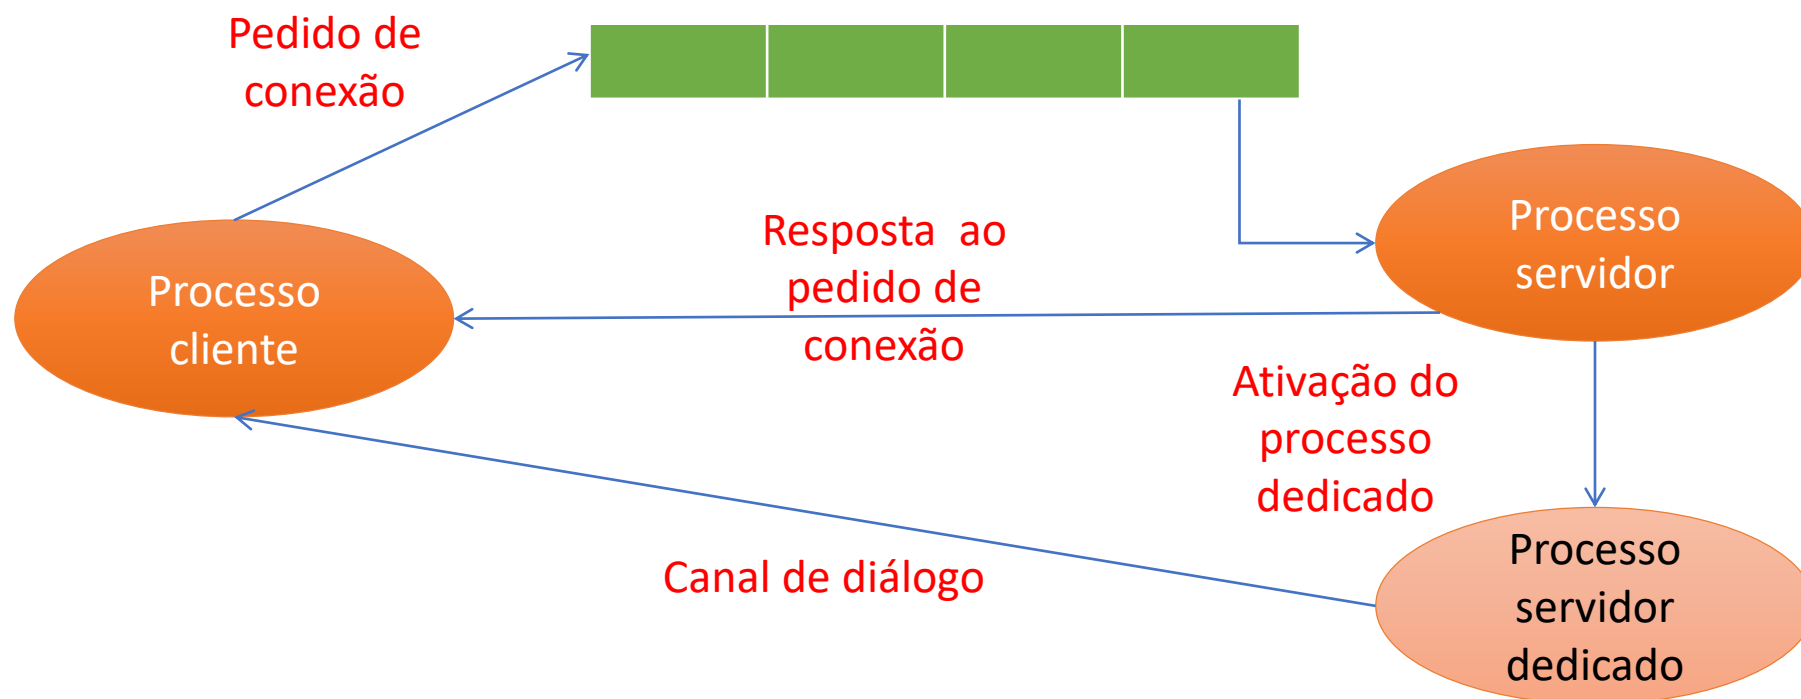 Pedido de
conexão
Processo
servidor
Resposta  ao
pedido de
conexão
Processo
cliente
Ativação do
processo
dedicado
Canal de diálogo
Processo
servidor
dedicado